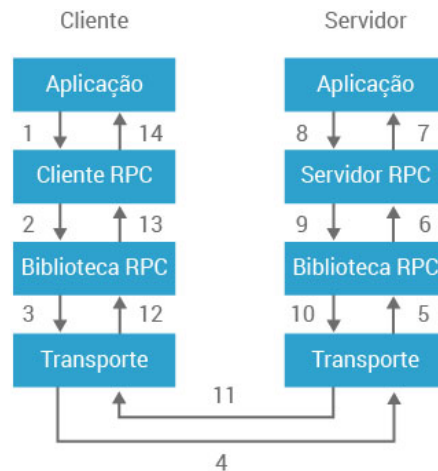 Cliente Servidor
Aplicação Aplicação
1 14 8 7
Cliente RPC Servidor RPC
2 13 9 6
Biblioteca RPC Biblioteca RPC
3 12 10 5
Transporte Transporte
11
4